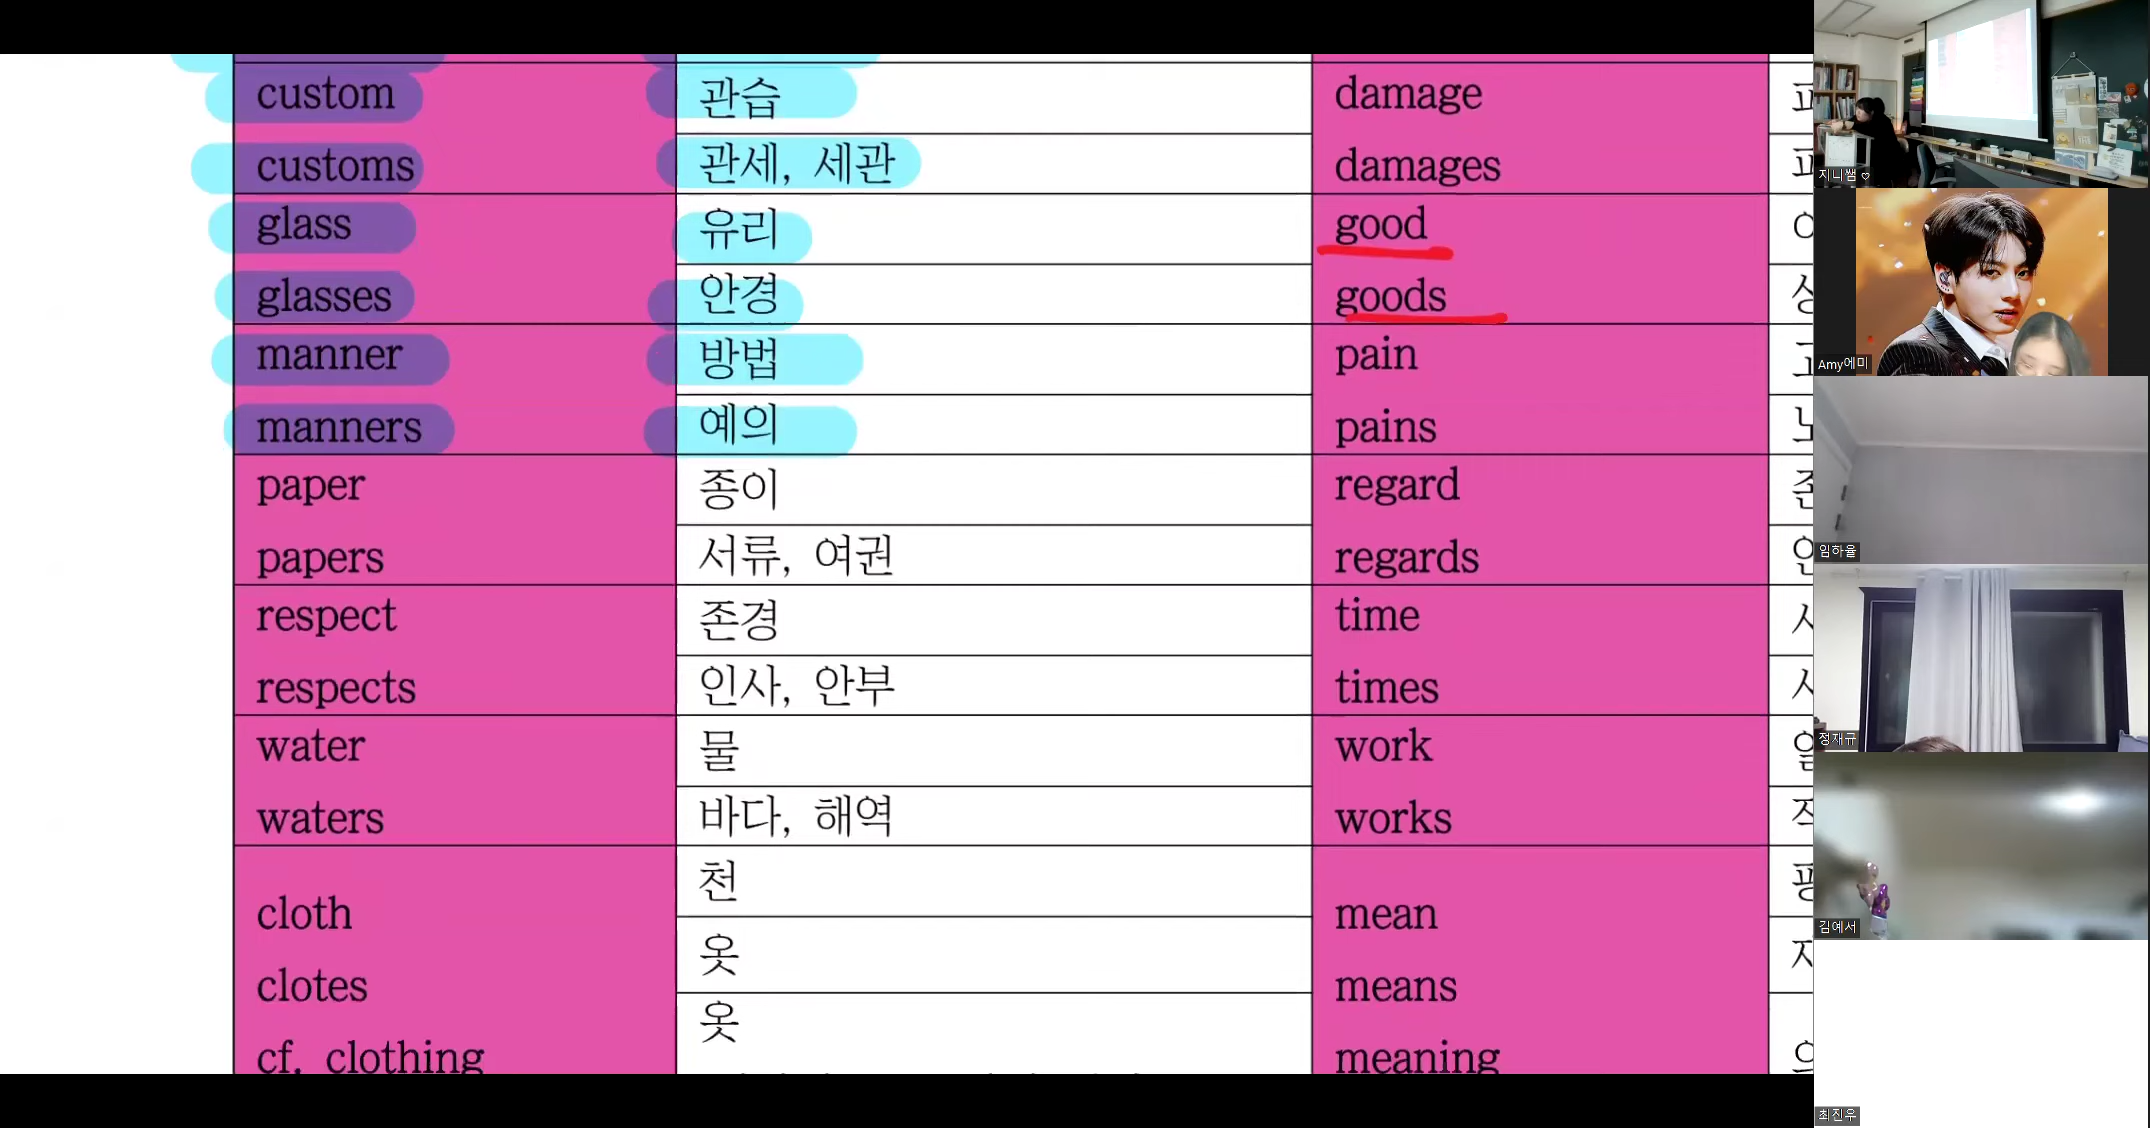 custom 관습 damage
customs 관세, 세관 damages
glass 유리 good
glasses 안경 goods
manner 방법 pain
manners 예의 pains
paper 종이 regard
papers 서류, 여권 regards
respect 존경 time
respects 인사, 안부 times
water 물 work
waters 바다, 해역 works
cloth 천 mean
clotes 옷 means
cf. clothing 옷 meaning
지니쌤♡
Amy에미
임하율
정재규
김예서
최진우